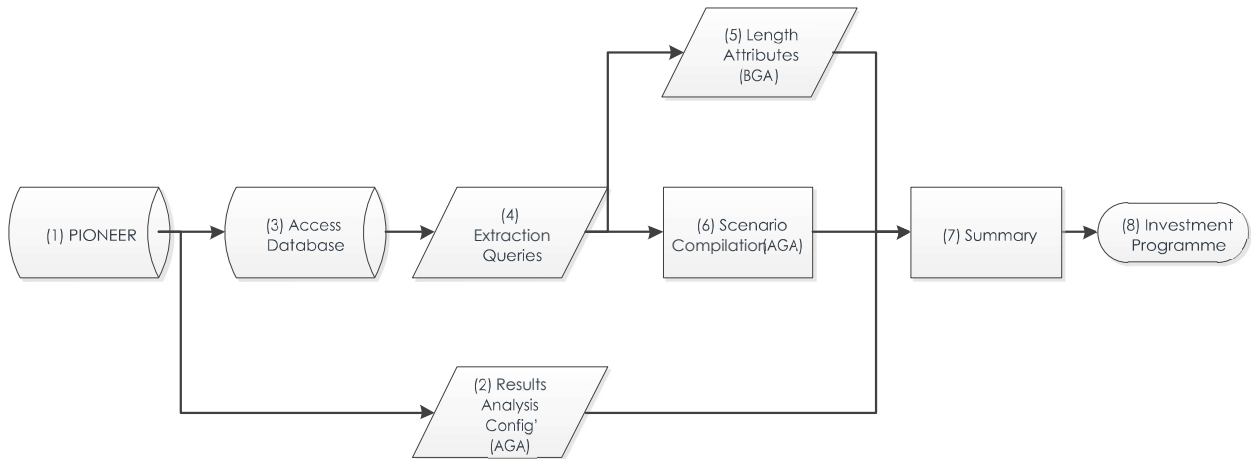 (5) Length
Attributes
(BGA)
(1) PIONEER
(3) Access
Database
(4)
Extraction
Queries
(6) Scenario
Compilation(AGA)
(7) Summary
(8) Investment
Programme
(2) Results
Analysis
Config'
(AGA)